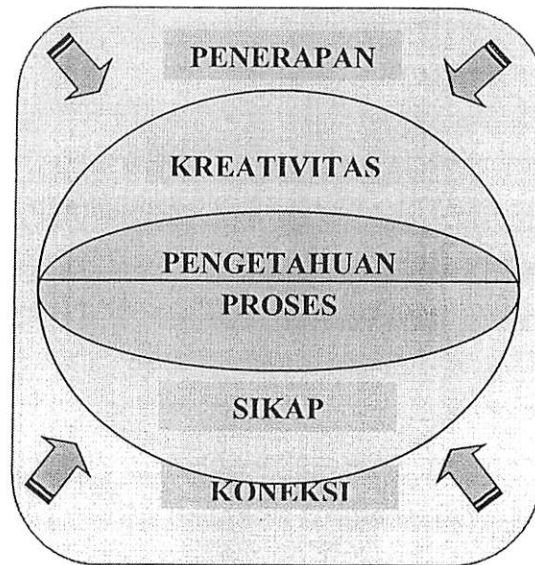 PENERAPAN
KREATIVITAS
PENGETAHUAN
PROSES
SIKAP
KONEKSI